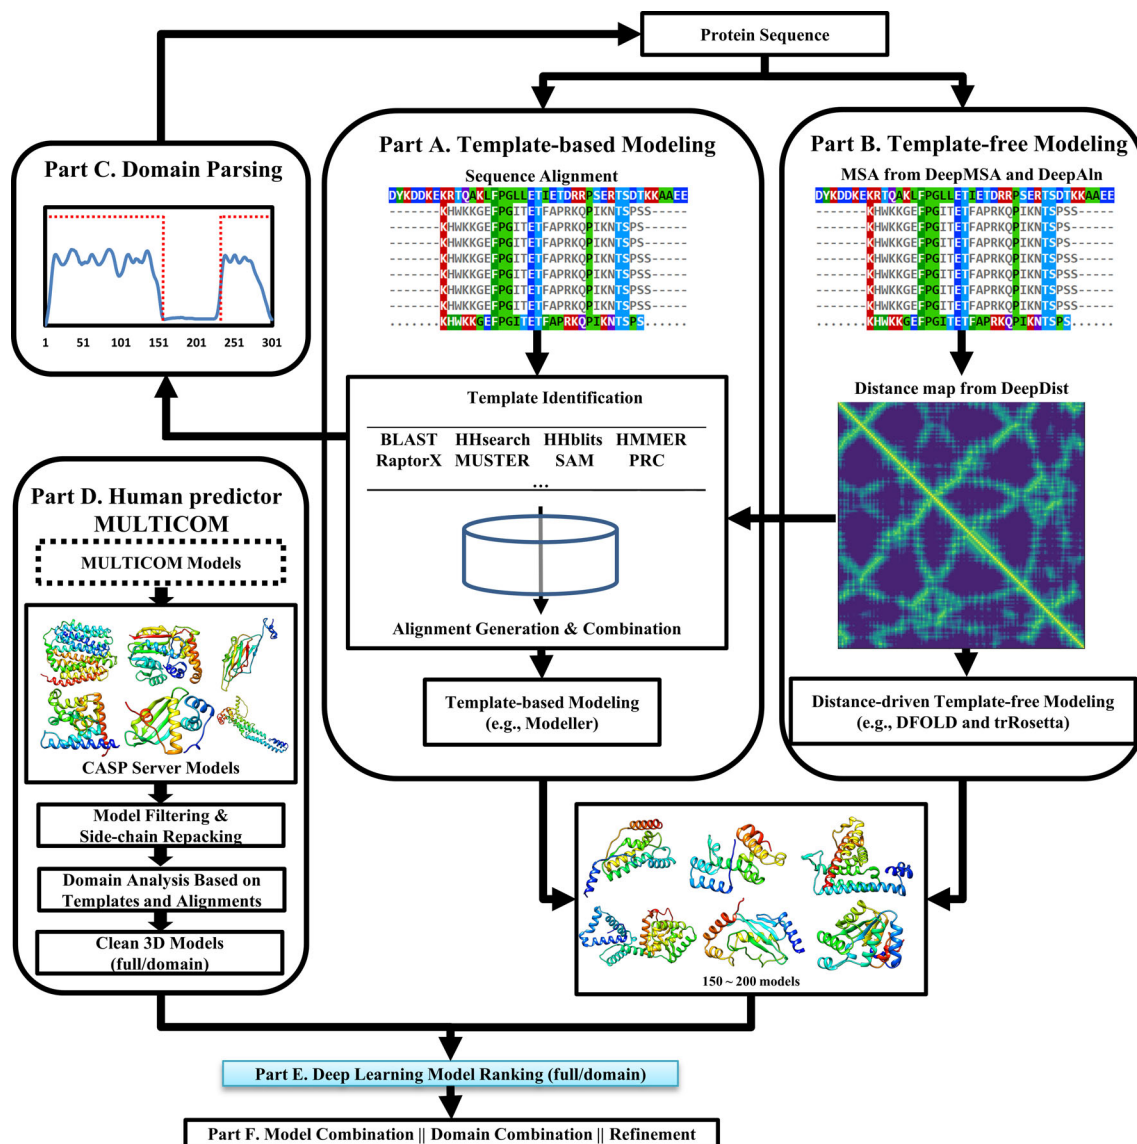 Protein Sequence
Part C. Domain Parsing
1 51 101 151 201 251 301
Part A. Template-based Modeling
Sequence Alignment
DYKDDKEKRTQAKLFPGLLETIETDRRPSERTSDTKKAAEE
------KHWKKGEFPGITETFAPRKQPIKNTSPS------
------KHWKKGEFPGITETFAPRKQPIKNTSPSS-----
------KHWKKGEFPGITETFAPRKQPIKNTSPSS-----
------KHWKKGEFPGITETFAPRKQPIKNTSPSS-----
------KHWKKGEFPGITETFAPRKQPIKNTSPSS-----
------KHWKKGEFPGITETFAPRKQPIKNTSPSS-----
------KHWKKGEFPGITETFAPRKQPIKNTSPSS-----
......KHWKKGEFPGITETFAPRKQPIKNTSPS......
Template Identification
BLAST HHsearch HHblits HMMER
RaptorX MUSTER SAM PRC
...
Alignment Generation & Combination
Template-based Modeling
(e.g., Modeller)
Part B. Template-free Modeling
MSA from DeepMSA and DeepAln
DYKDDKEKRTQAKLFPGLLETIETDRRPSERTSDTKKAAEE
------KHWKKGEFPGITETFAPRKQPIKNTSPSS-----
------KHWKKGEFPGITETFAPRKQPIKNTSPSS-----
------KHWKKGEFPGITETFAPRKQPIKNTSPSS-----
------KHWKKGEFPGITETFAPRKQPIKNTSPSS-----
------KHWKKGEFPGITETFAPRKQPIKNTSPSS-----
------KHWKKGEFPGITETFAPRKQPIKNTSPSS-----
------KHWKKGEFPGITETFAPRKQPIKNTSPSS-----
......KHWKKGEFPGITETFAPRKQPIKNTSPS......
Distance map from DeepDist
Distance-driven Template-free Modeling
(e.g., DFOLD and trRosetta)
Part D. Human predictor
MULTICOM
MULTICOM Models
CASP Server Models
Model Filtering &
Side-chain Repacking
Domain Analysis Based on
Templates and Alignments
Clean 3D Models
(full/domain)
150 ~ 200 models
Part E. Deep Learning Model Ranking (full/domain)
Part F. Model Combination || Domain Combination || Refinement